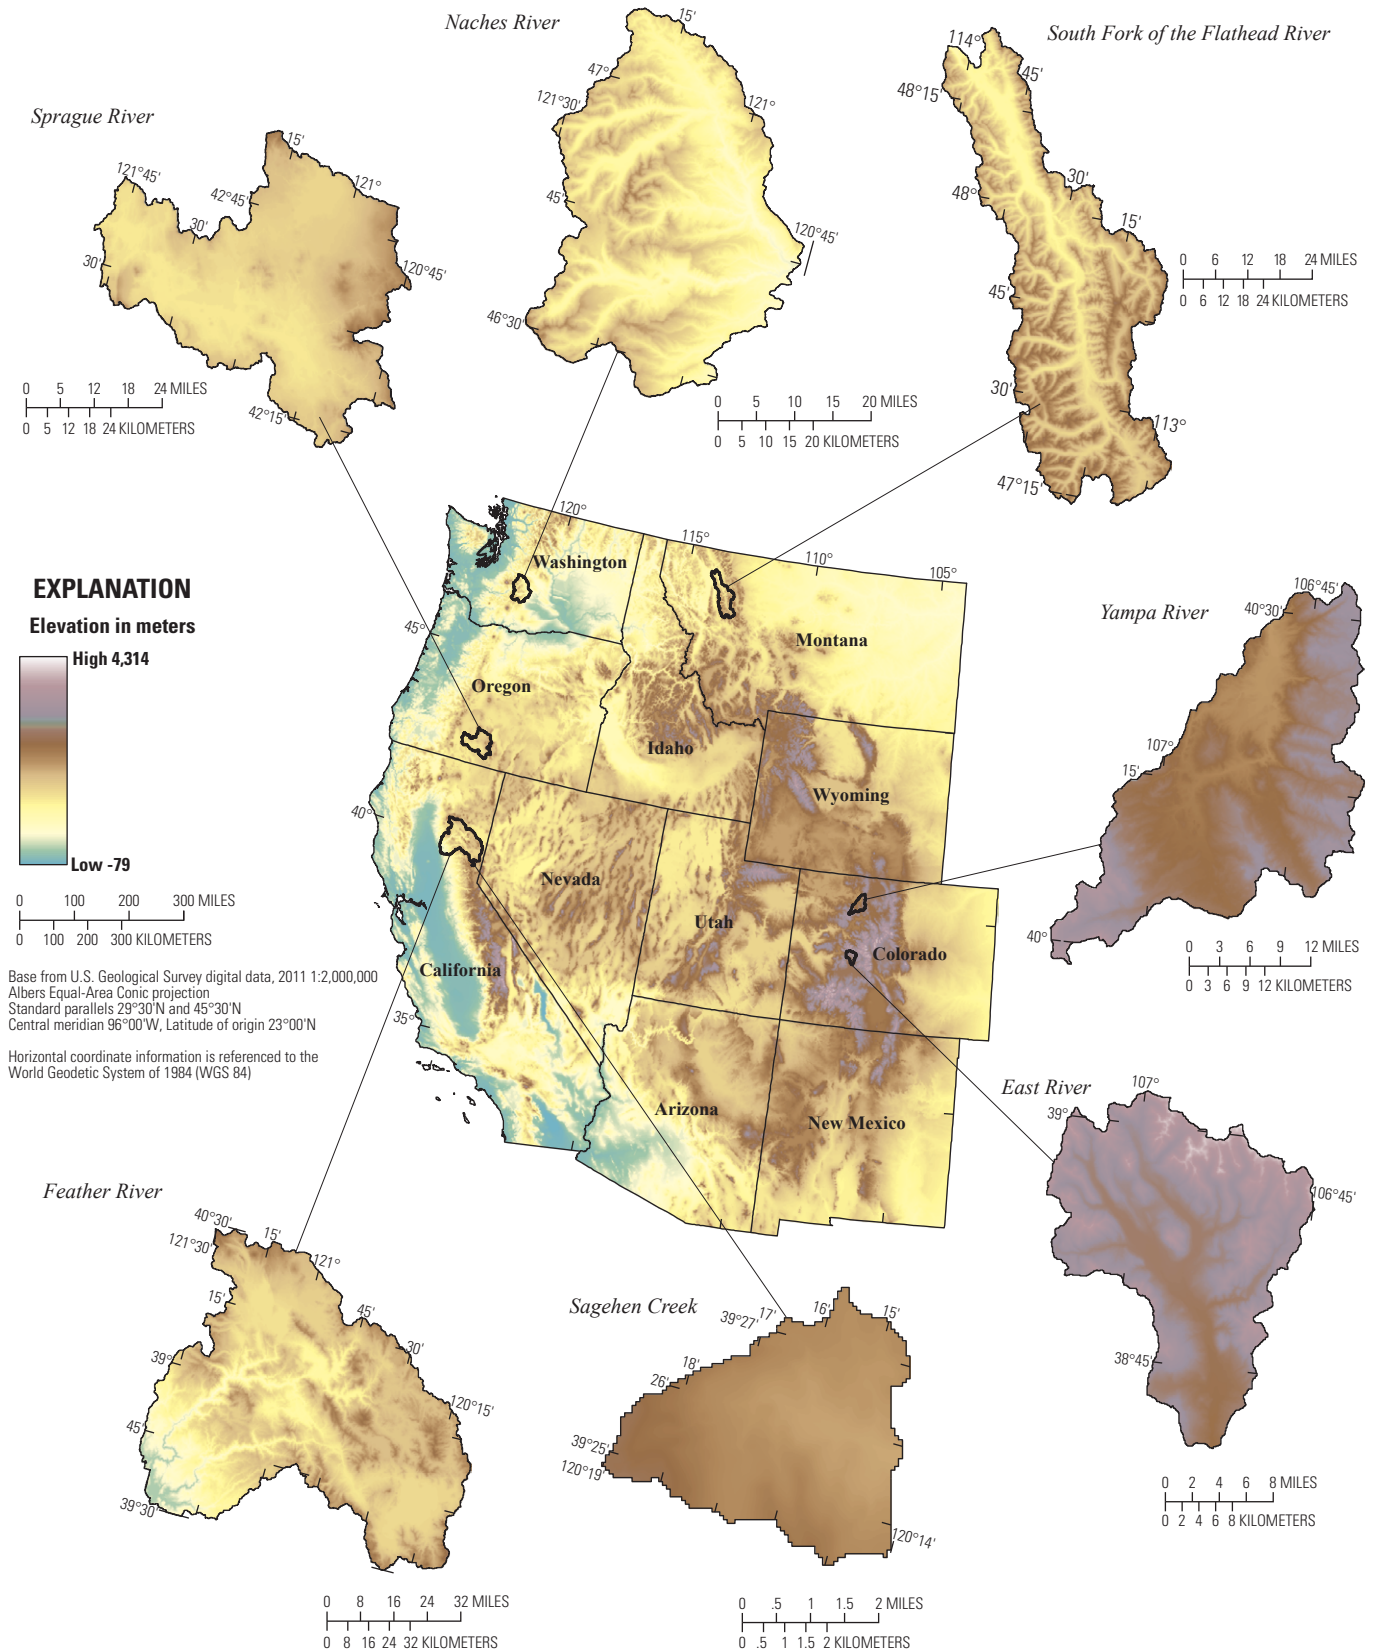 Naches River
15'
47°
121°30'
121°
45'
120°45'
46°30'
0 5 10 15 20 MILES
0 5 10 15 20 KILOMETERS
South Fork of the Flathead River
114°
45'
48°15'
30'
48°
15'
45'
30'
113°
47°15'
0 6 12 18 24 MILES
0 6 12 18 24 KILOMETERS
Sprague River
15'
121°45'
121°
42°45'
30'
30'
120°45'
42°15'
0 5 12 18 24 MILES
0 5 12 18 24 KILOMETERS
EXPLANATION
Elevation in meters
High 4,314
Low -79
0 100 200 300 MILES
0 100 200 300 KILOMETERS
Base from U.S. Geological Survey digital data, 2011 1:2,000,000
Albers Equal-Area Conic projection
Standard parallels 29°30'N and 45°30'N
Central meridian 96°00'W, Latitude of origin 23°00'N
Horizontal coordinate information is referenced to the
World Geodetic System of 1984 (WGS 84)
120°
115°
110°
105°
45°
40°
35°
Washington
Montana
Oregon
Idaho
Wyoming
Nevada
Utah
Colorado
California
Arizona
New Mexico
Yampa River
106°45'
40°30'
107°
15'
40°
0 3 6 9 12 MILES
0 3 6 9 12 KILOMETERS
East River
107°
39°
106°45'
38°45'
0 2 4 6 8 MILES
0 2 4 6 8 KILOMETERS
Feather River
40°30'
121°30'
15'
121°
15'
45'
30'
39°
120°15'
45'
39°30'
0 8 16 24 32 MILES
0 8 16 24 32 KILOMETERS
Sagehen Creek
39°27'
17'
16'
15'
18'
26'
39°25'
120°19'
120°14'
0 .5 1 1.5 2 MILES
0 .5 1 1.5 2 KILOMETERS